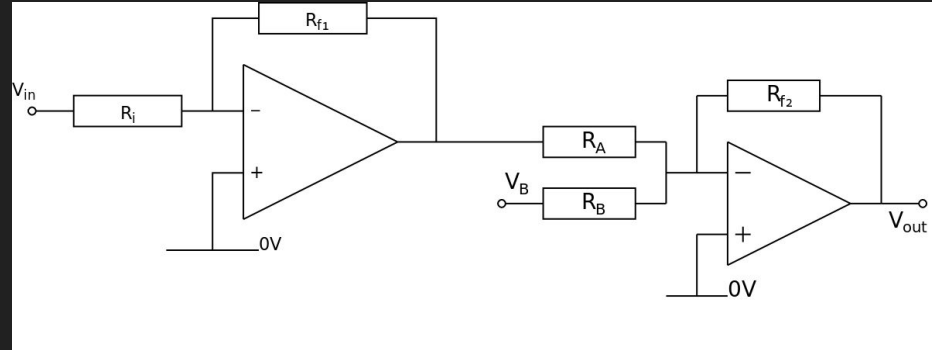 Rf1
Vin
Ri
−
+
0V
RA
VB
RB
Rf2
−
+
Vout
0V